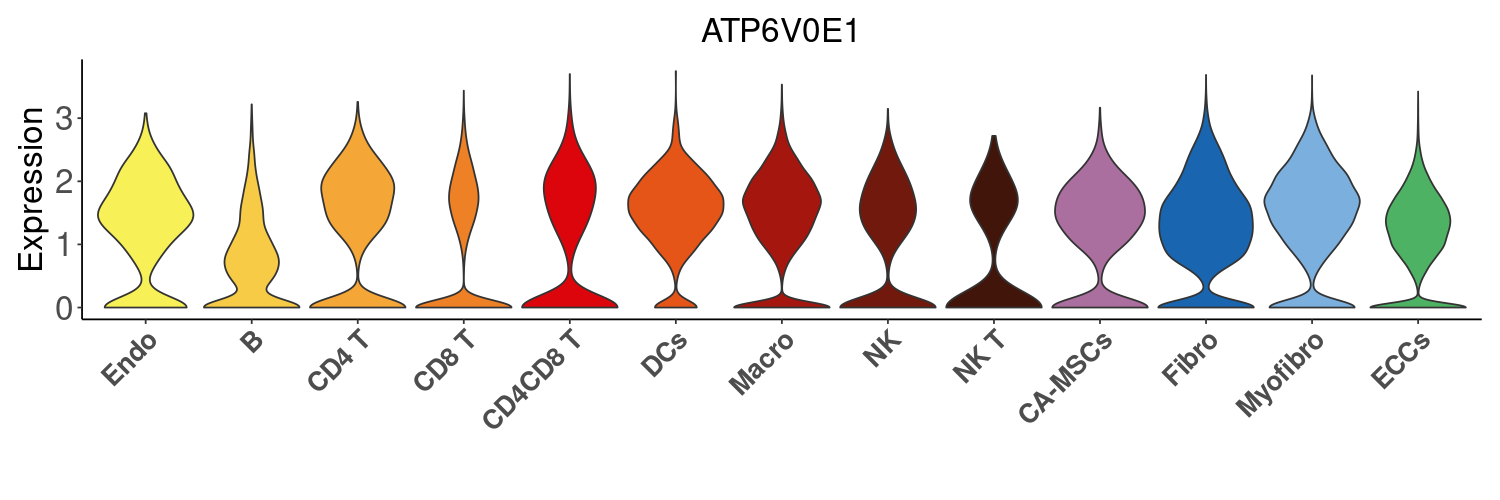 ATP6V0E1
Expression
3
2
1
0
Endo
B
CD4 T
CD8 T
CD4CD8 T
DCs
Macro
NK
NK T
CA-MSCs
Fibro
Myofibro
ECCs